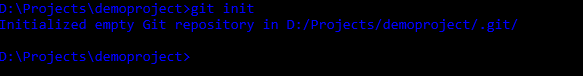 D:\Projects\demoproject>git init
Initialized empty Git repository in D:/Projects/demoproject/.git/
D:\Projects\demoproject>